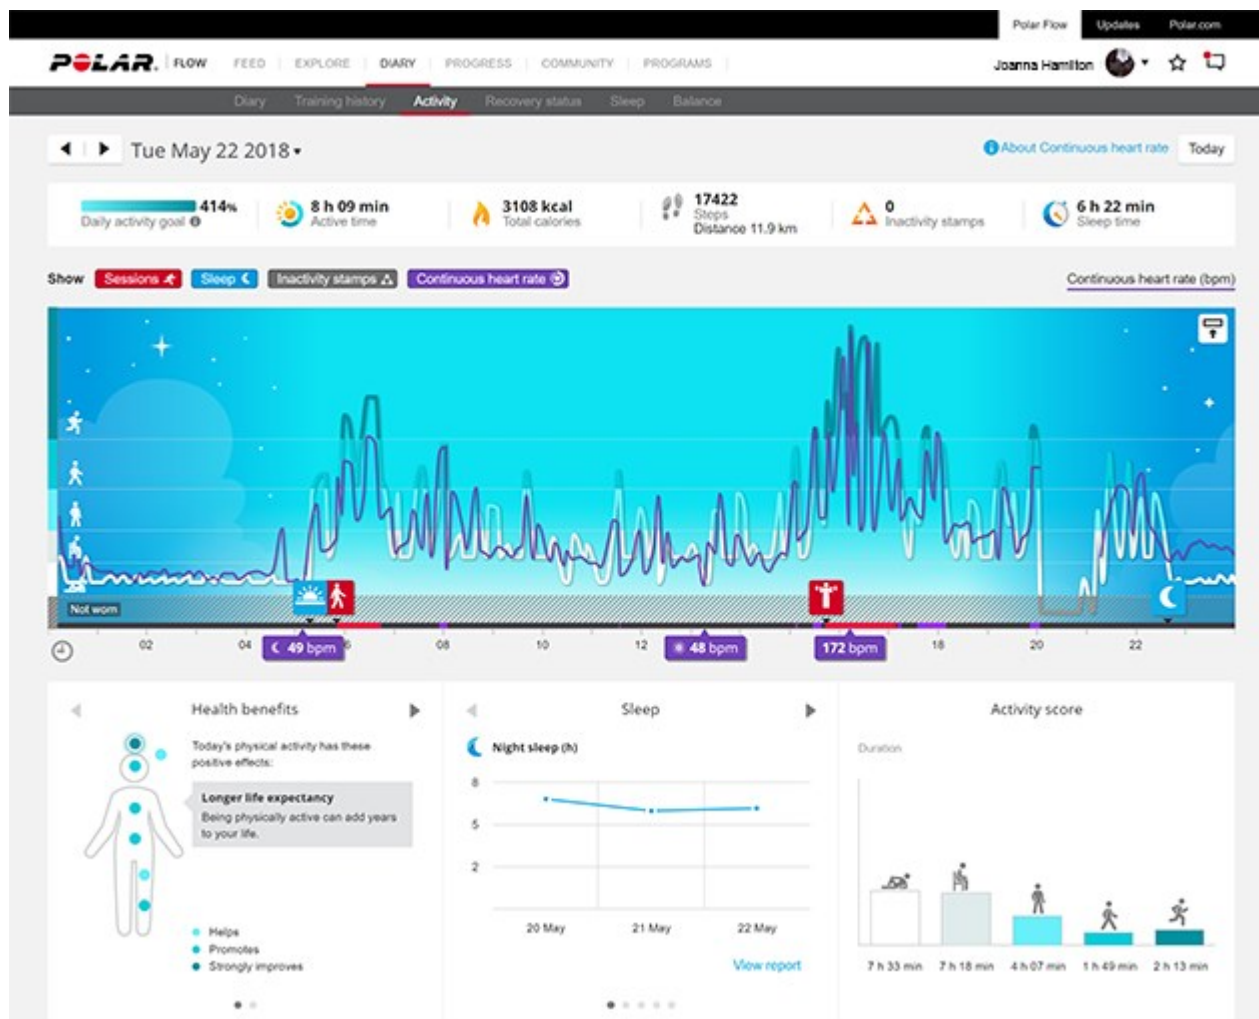 Polar Flow Updates Polar.com
POLAR. FLOW FEED EXPLORE DIARY PROGRESS COMMUNITY PROGRAMS Joanna Hamilton
Diary Training history Activity Recovery status Sleep Balance
Tue May 22 2018 About Continuous heart rate Today
414%
Daily activity goal
8 h 09 min
Active time
3108 kcal
Total calories
17422
Steps
Distance 11.9 km
0
Inactivity stamps
6 h 22 min
Sleep time
Show Sessions Sleep Inactivity stamps Continuous heart rate Continuous heart rate (bpm)
Not worn
02 04 6 08 10 12 18 20 22
49 bpm 48 bpm 172 bpm
Health benefits
Today's physical activity has these
positive effects:
Longer life expectancy
Being physically active can add years
to your life.
Helps
Promotes
Strongly improves
Sleep
Night sleep (h)
8
5
2
20 May 21 May 22 May
View report
Activity score
Duration
7 h 33 min 7 h 18 min 4 h 07 min 1 h 49 min 2 h 13 min